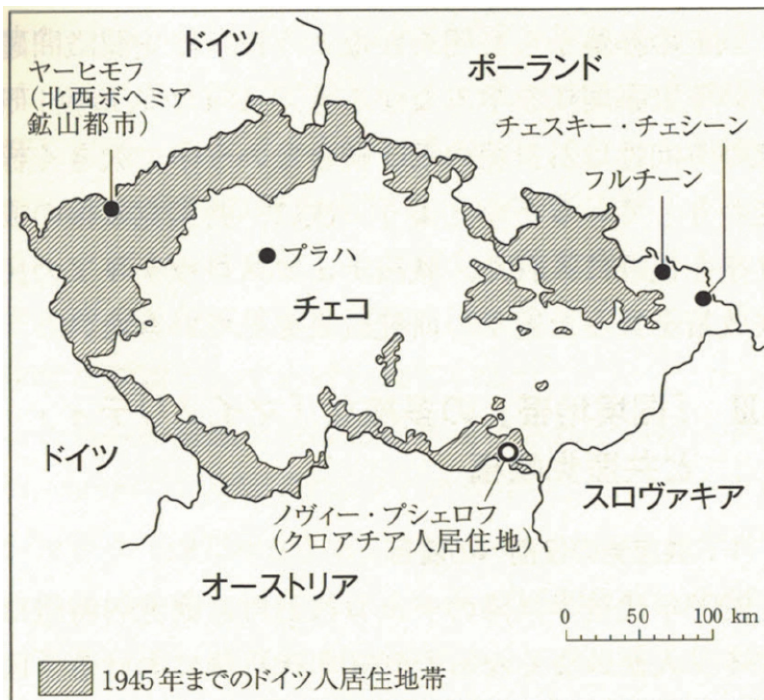 ドイツ
ポーランド
ヤーヒモフ
(北西ボヘミア
鉱山都市)
チェスキー・チェシーン
フルチーン
プラハ
チェコ
ドイツ
スロヴァキア
ノヴィー・プシェロフ
(クロアチア人居住地)
オーストリア
0 50 100 km
1945年までのドイツ人居住地帯